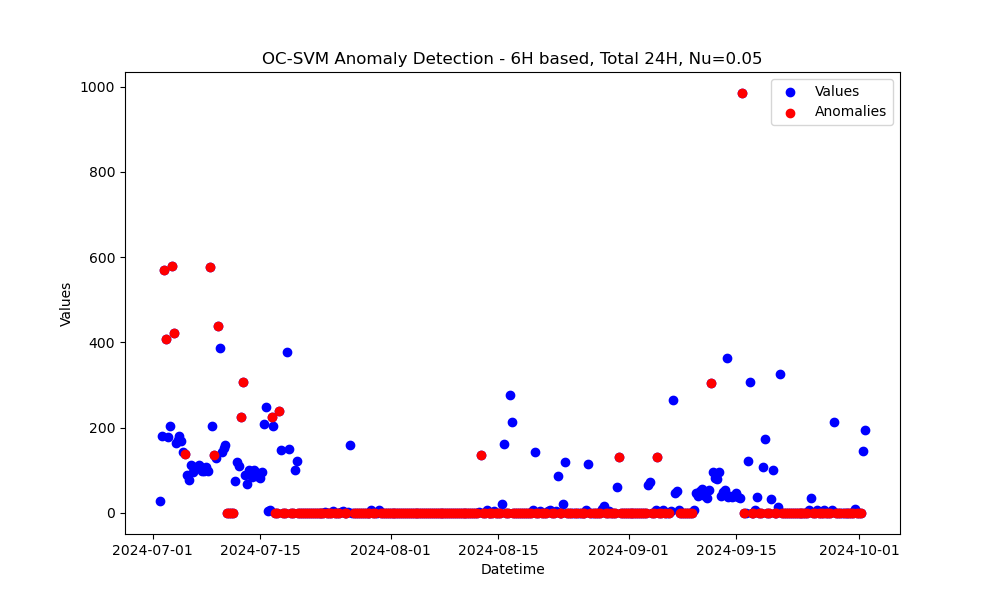 OC-SVM Anomaly Detection - 6H based, Total 24H, Nu=0.05
Values
Anomalies
1000
800
600
400
200
0
Values
2024-07-01 2024-07-15 2024-08-01 2024-08-15 2024-09-01 2024-09-15 2024-10-01
Datetime